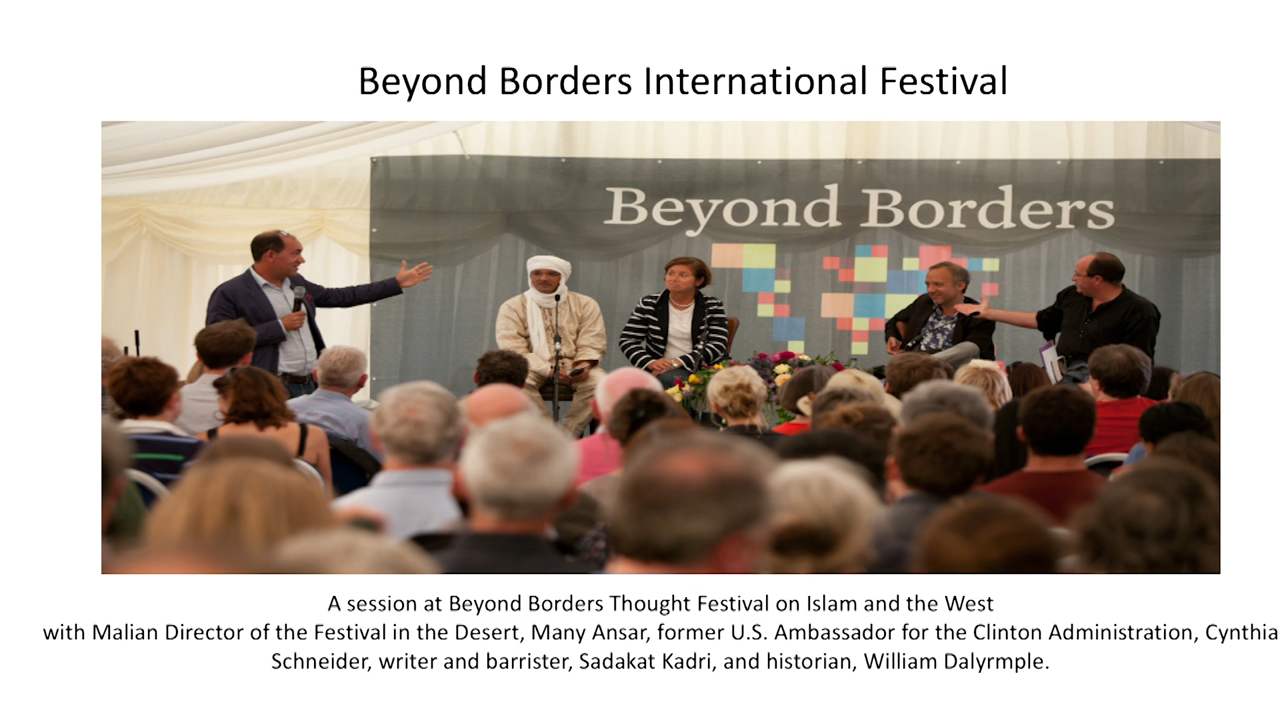 Beyond Borders International Festival
Beyond Borders
A session at Beyond Borders Thought Festival on Islam and the West
with Malian Director of the Festival in the Desert, Many Ansar, former U.S. Ambassador for the Clinton Administration, Cynthia
Schneider, writer and barrister, Sadakat Kadri, and historian, William Dalyrmple.